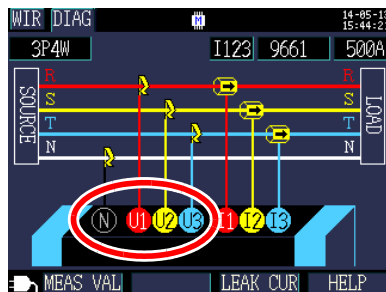 WIR DIAG M 14-05-13
15:44:2
3P4W I123 9661 500A
R R
S S
T T
N N
SOURCE
LOAD
N U1 U2 U3 I1 I2 I3
MEAS VAL LEAK CUR HELP